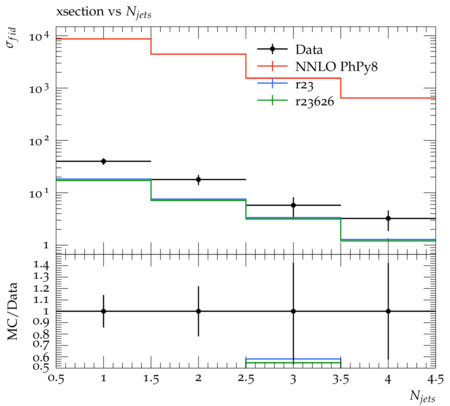 xsection vs N_jets
σ_fid
10^4
10^3
10^2
10^1
1
Data
NNLO PhPy8
r23
r23626
MC/Data
1.4
1.3
1.2
1.1
1
0.9
0.8
0.7
0.6
0.5
0.5 1 1.5 2 2.5 3 3.5 4 4.5
N_jets